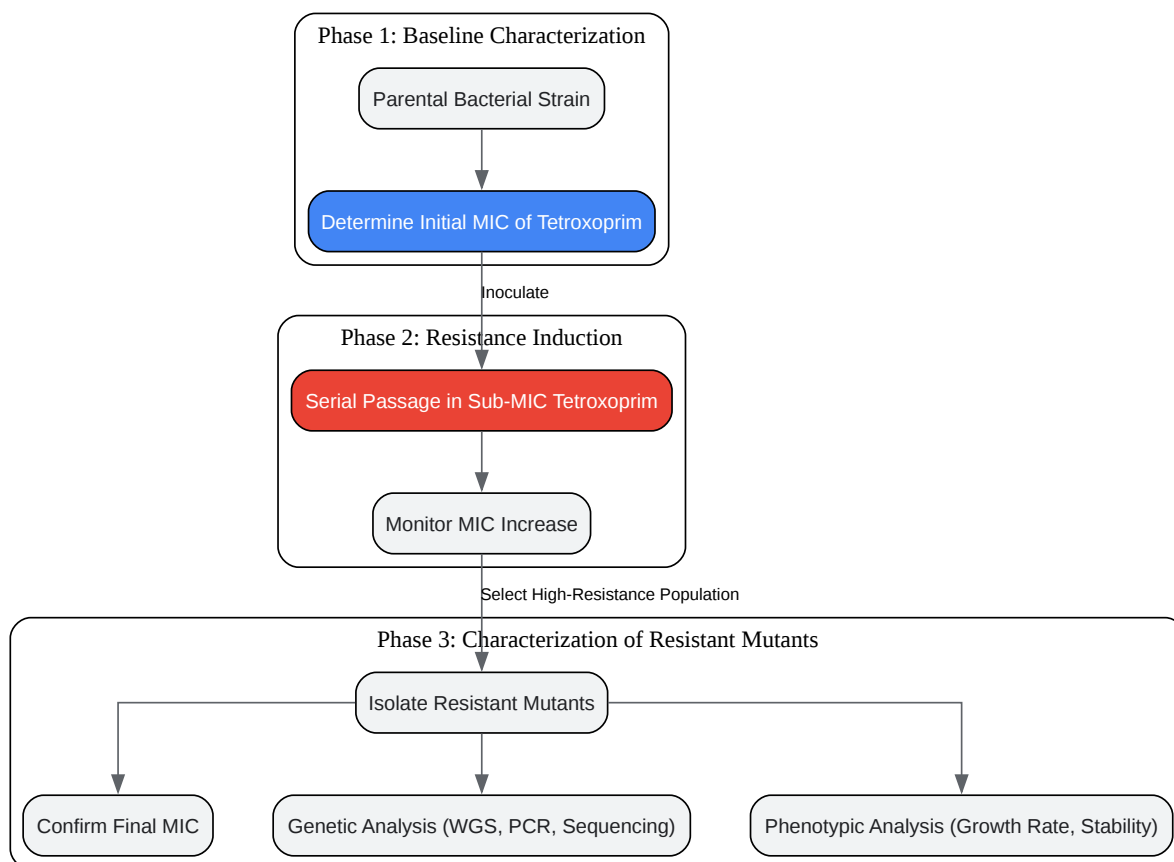 Phase 1: Baseline Characterization
Parental Bacterial Strain
Determine Initial MIC of Tetroxoprim
Inoculate
Phase 2: Resistance Induction
Serial Passage in Sub-MIC Tetroxoprim
Monitor MIC Increase
Select High-Resistance Population
Phase 3: Characterization of Resistant Mutants
Isolate Resistant Mutants
Confirm Final MIC
Genetic Analysis (WGS, PCR, Sequencing)
Phenotypic Analysis (Growth Rate, Stability)